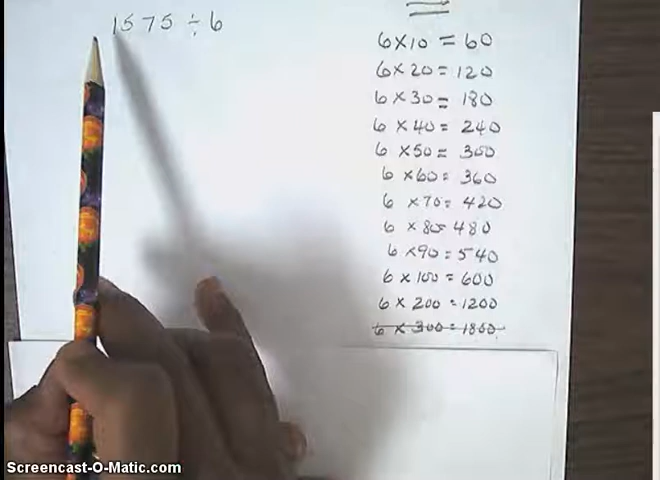 1575 ÷ 6
6 × 10 = 60
6 × 20 = 120
6 × 30 = 180
6 × 40 = 240
6 × 50 = 300
6 × 60 = 360
6 × 70 = 420
6 × 80 = 480
6 × 90 = 540
6 × 100 = 600
6 × 200 = 1200
6 × 300 = 1800
Screencast-O-Matic.com